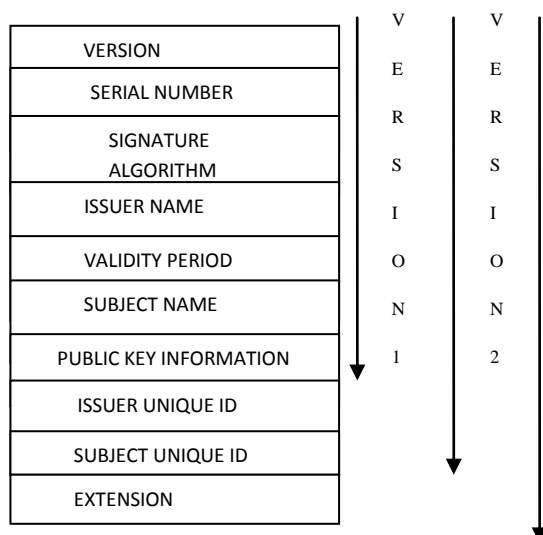 VERSION
SERIAL NUMBER
SIGNATURE
ALGORITHM
ISSUER NAME
VALIDITY PERIOD
SUBJECT NAME
PUBLIC KEY INFORMATION
ISSUER UNIQUE ID
SUBJECT UNIQUE ID
EXTENSION
V
E
R
S
I
O
N
1
V
E
R
S
I
O
N
2